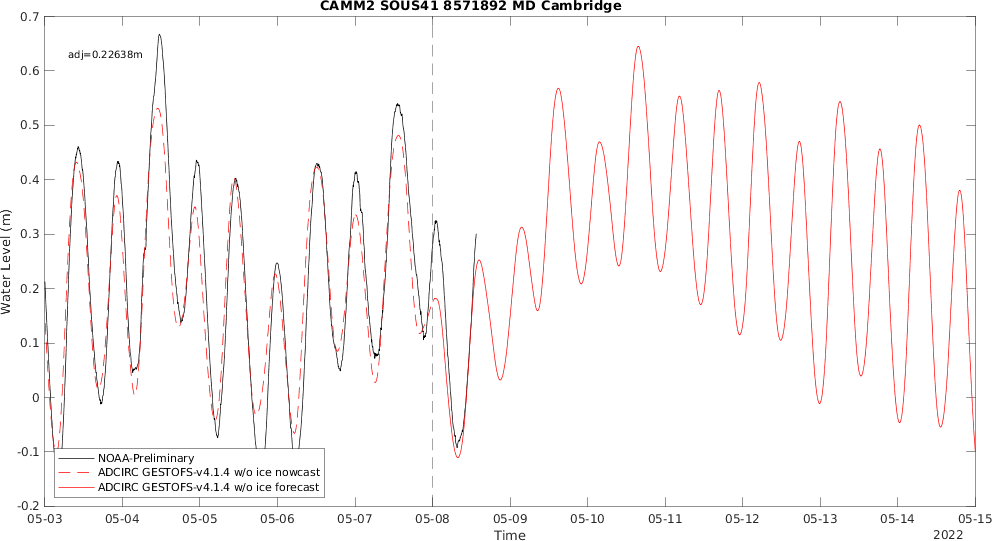 CAMM2 SOUS41 8571892 MD Cambridge
0.7
adj=0.22638m
0.6
0.5
0.4
0.3
0.2
0.1
0
-0.1
-0.2
Water Level (m)
NOAA-Preliminary
ADCIRC GESTOFS-v4.1.4 w/o ice nowcast
ADCIRC GESTOFS-v4.1.4 w/o ice forecast
05-03 05-04 05-05 05-06 05-07 05-08 05-09 05-10 05-11 05-12 05-13 05-14 05-15
Time
2022